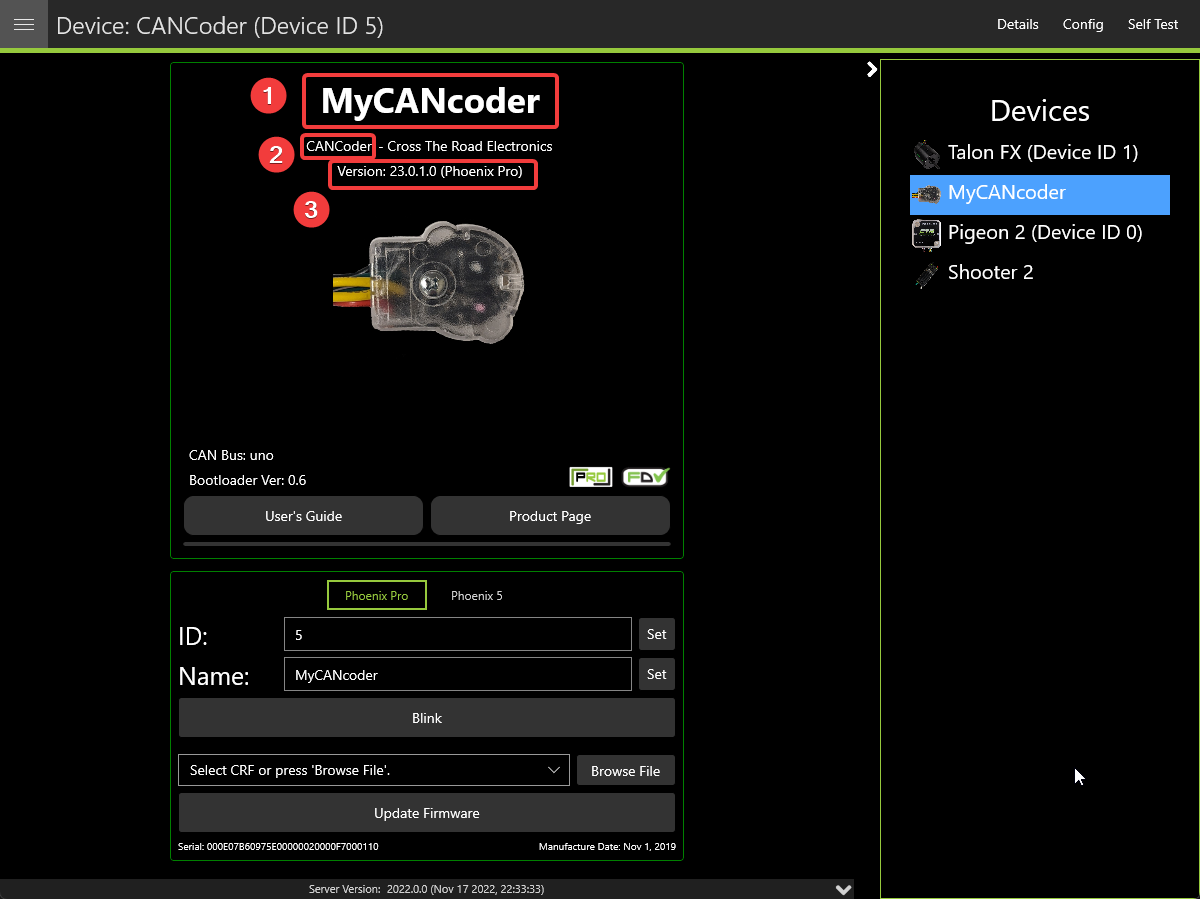 Device: CANCoder (Device ID 5)
Details
Config
Self Test
1
MyCANcoder
2
CANCoder - Cross The Road Electronics
Version: 23.0.1.0 (Phoenix Pro)
3
CAN Bus: uno
Bootloader Ver: 0.6
PRO
FDV
User's Guide
Product Page
Phoenix Pro
Phoenix 5
ID:
5
Set
Name:
MyCANcoder
Set
Blink
Select CRF or press 'Browse File'.
Browse File
Update Firmware
Serial: 000E07B60975E00000020000F7000110
Manufacture Date: Nov 1, 2019
Server Version: 2022.0.0 (Nov 17 2022, 22:33:33)
Devices
Talon FX (Device ID 1)
MyCANcoder
Pigeon 2 (Device ID 0)
Shooter 2